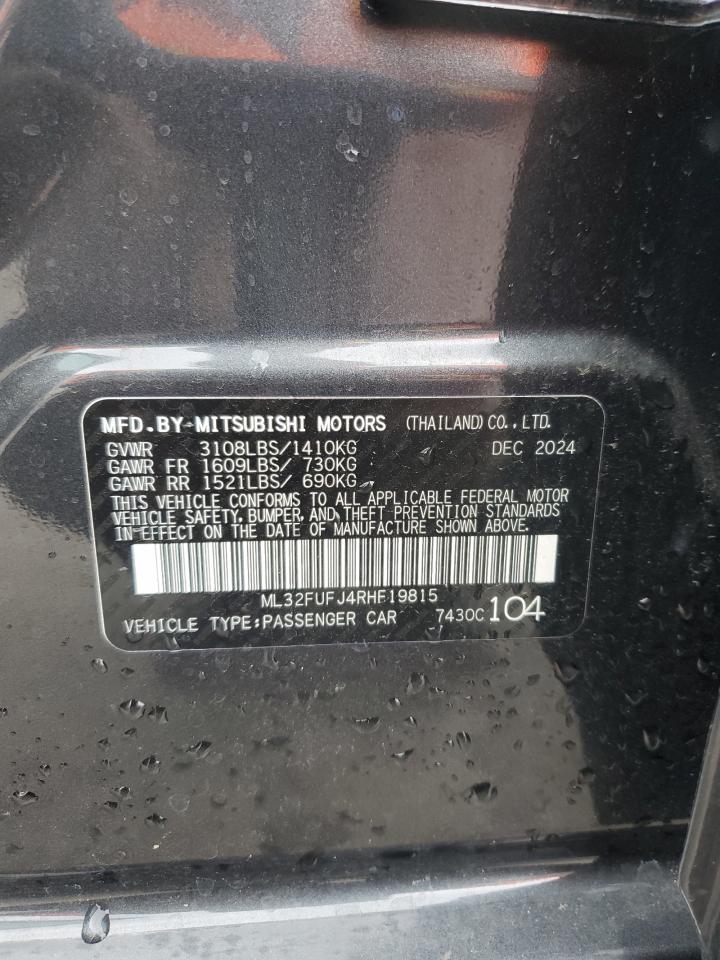 MFD.BY-MITSUBISHI MOTORS (THAILAND) CO., LTD.
GVWR 3108LBS/1410KG DEC 2024
GAWR FR 1609LBS/ 730KG
GAWR RR 1521LBS/ 690KG
THIS VEHICLE CONFORMS TO ALL APPLICABLE FEDERAL MOTOR
VEHICLE SAFETY, BUMPER, AND THEFT PREVENTION STANDARDS
IN EFFECT ON THE DATE OF MANUFACTURE SHOWN ABOVE.
ML32FUFJ4RHF19815
VEHICLE TYPE:PASSENGER CAR 7430C 104